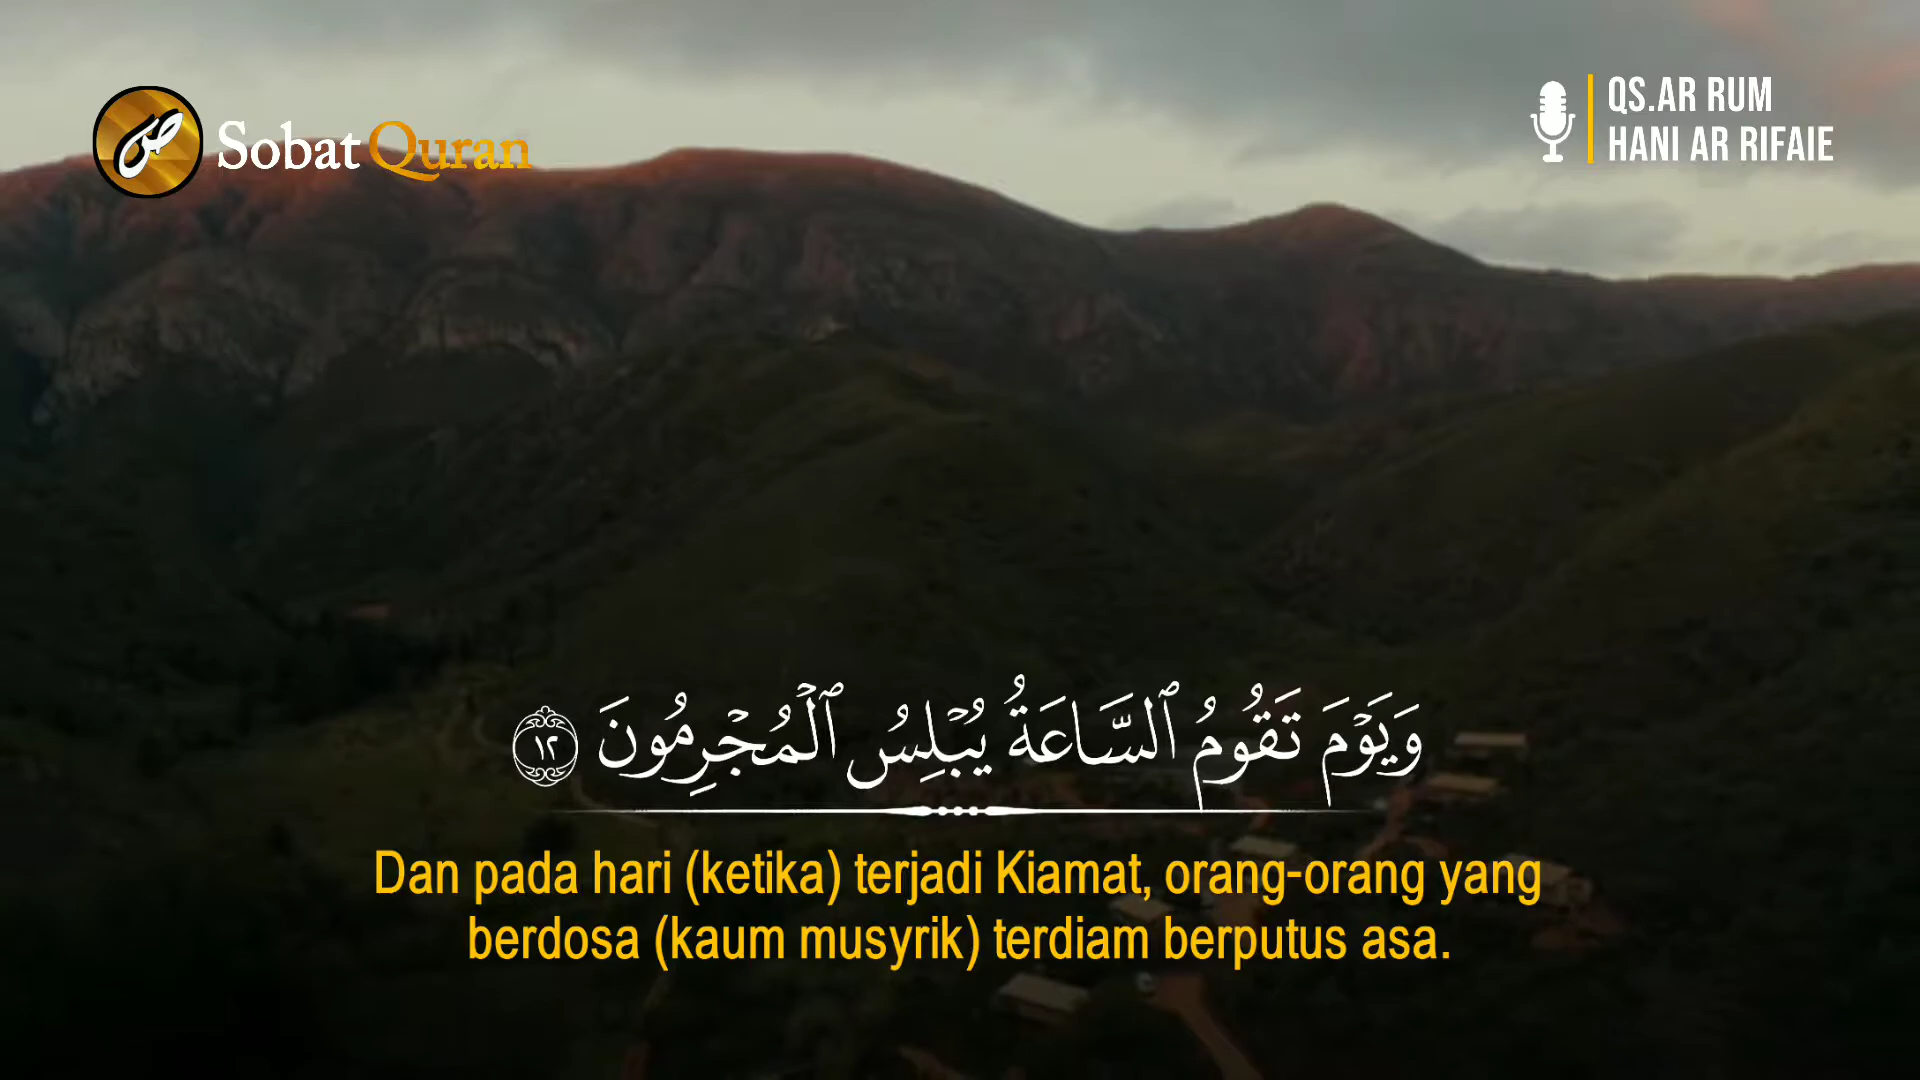 Sobat Quran
QS.AR RUM
HANI AR RIFAIE
وَيَوْمَ تَقُومُ ٱلسَّاعَةُ يُبْلِسُ ٱلْمُجْرِمُونَ ١٢
Dan pada hari (ketika) terjadi Kiamat, orang-orang yang
berdosa (kaum musyrik) terdiam berputus asa.